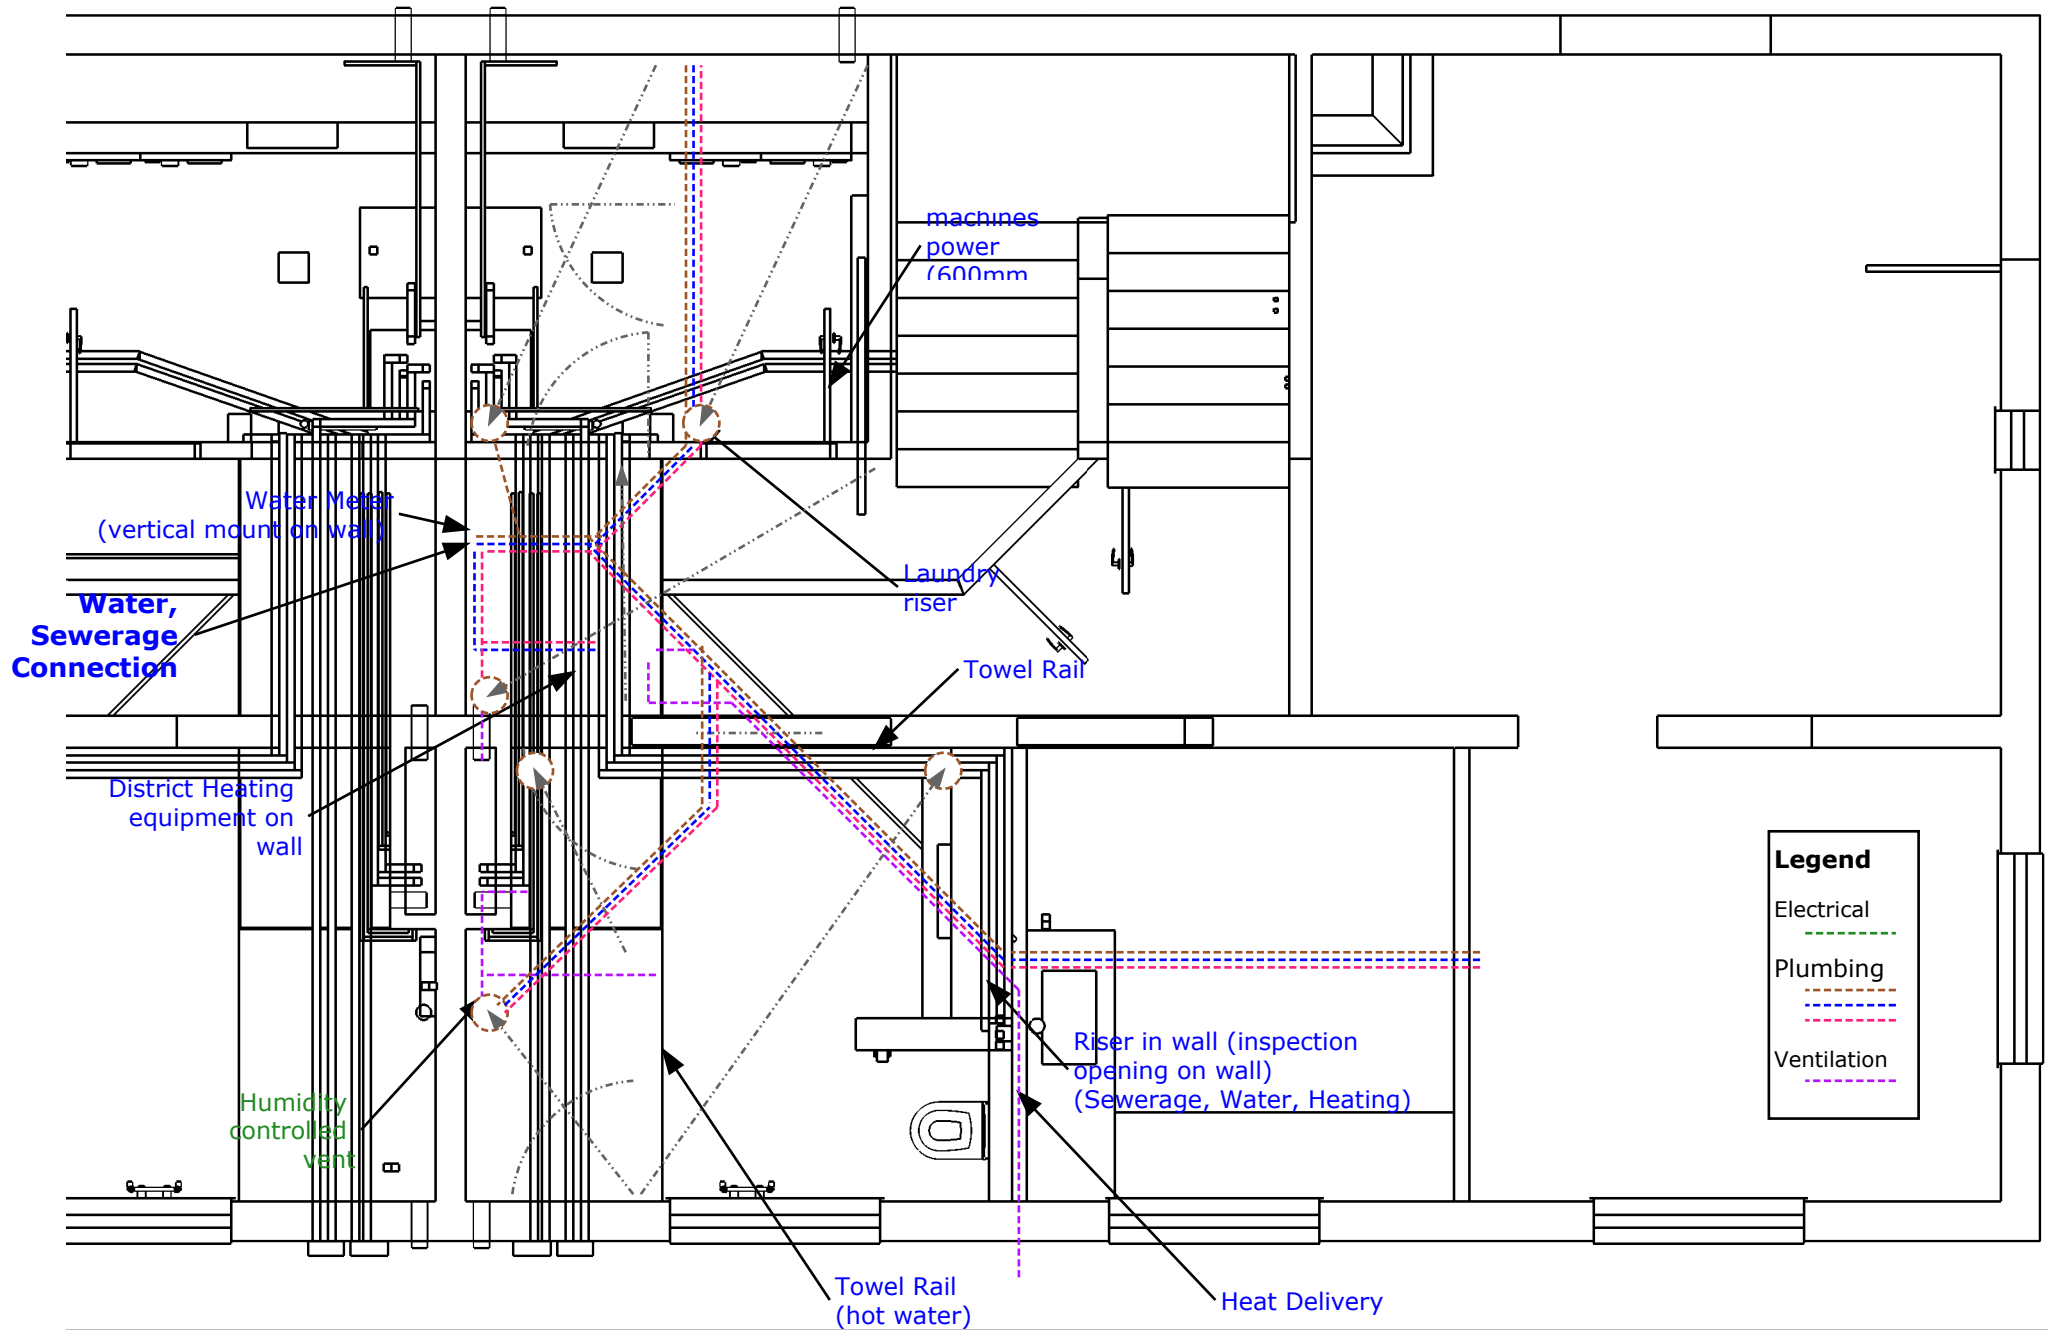 machines
power
(600mm
Water Meter
(vertical mount on wall)
Water,
Sewerage
Connection
Laundry
riser
Towel Rail
District Heating
equipment on
wall
Legend
Electrical
Plumbing
Ventilation
Riser in wall (inspection
opening on wall)
(Sewerage, Water, Heating)
Humidity
controlled
vent
Towel Rail
(hot water)
Heat Delivery